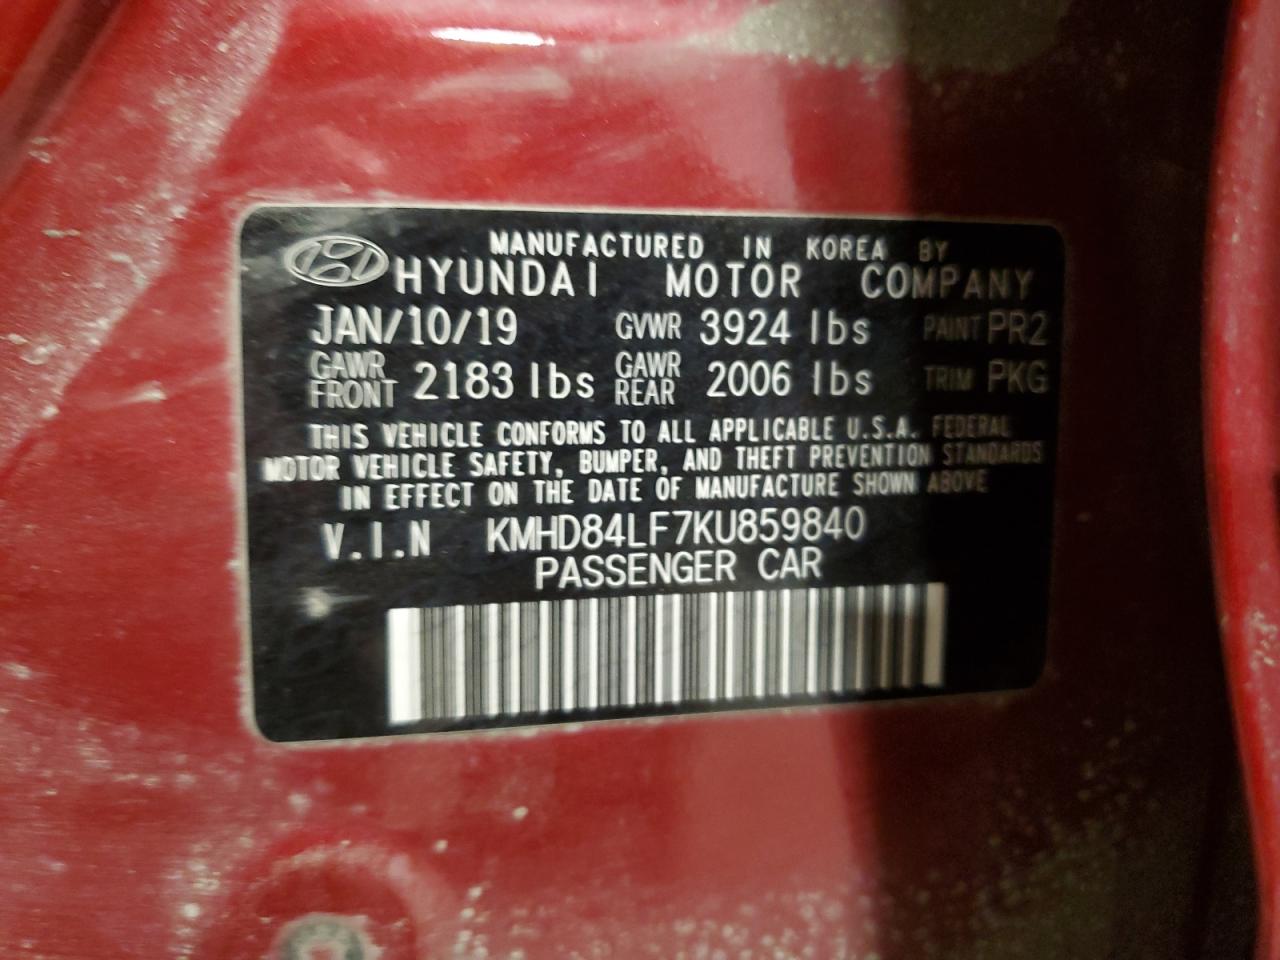 MANUFACTURED IN KOREA BY
HYUNDAI MOTOR COMPANY
JAN/10/19 GVWR 3924 lbs PAINT PR2
GAWR FRONT 2183 lbs GAWR REAR 2006 lbs TRIM PKG
THIS VEHICLE CONFORMS TO ALL APPLICABLE U.S.A. FEDERAL
MOTOR VEHICLE SAFETY, BUMPER, AND THEFT PREVENTION STANDARDS
IN EFFECT ON THE DATE OF MANUFACTURE SHOWN ABOVE
V.I.N KMHD84LF7KU859840
PASSENGER CAR